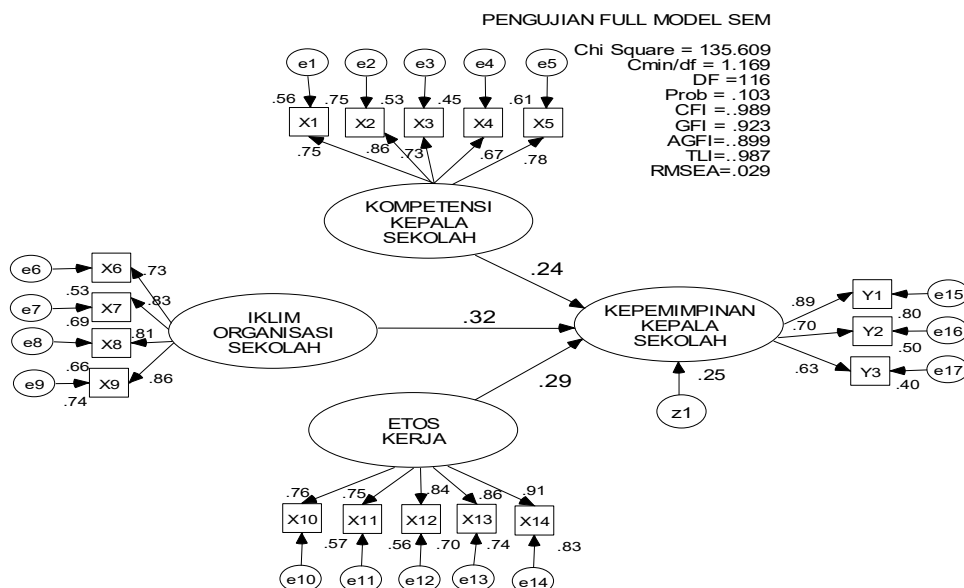 PENGUJIAN FULL MODEL SEM
Chi Square = 135.609
Cmin/df = 1.169
DF =116
Prob = .103
CFI =..989
GFI = .923
AGFI=..899
TLI=..987
RMSEA=.029
e1 e2 e3 e4 e5
.56 .75 .53 .45 .61
X1 X2 X3 X4 X5
.75 .86 .73 .67 .78
KOMPETENSI
KEPALA
SEKOLAH
.24
e6 X6 .73
.53
e7 X7 .83
.69
e8 X8 .81
.66
e9 X9 .86
.74
IKLIM
ORGANISASI
SEKOLAH
.32
KEPEMIMPINAN
KEPALA
SEKOLAH
.89 Y1 e15
.80
.70 Y2 e16
.50
.63 Y3 e17
.40
.25
z1
.29
ETOS
KERJA
.76 .75 .84 .86 .91
X10 X11 X12 X13 X14
.57 .56 .70 .74 .83
e10 e11 e12 e13 e14